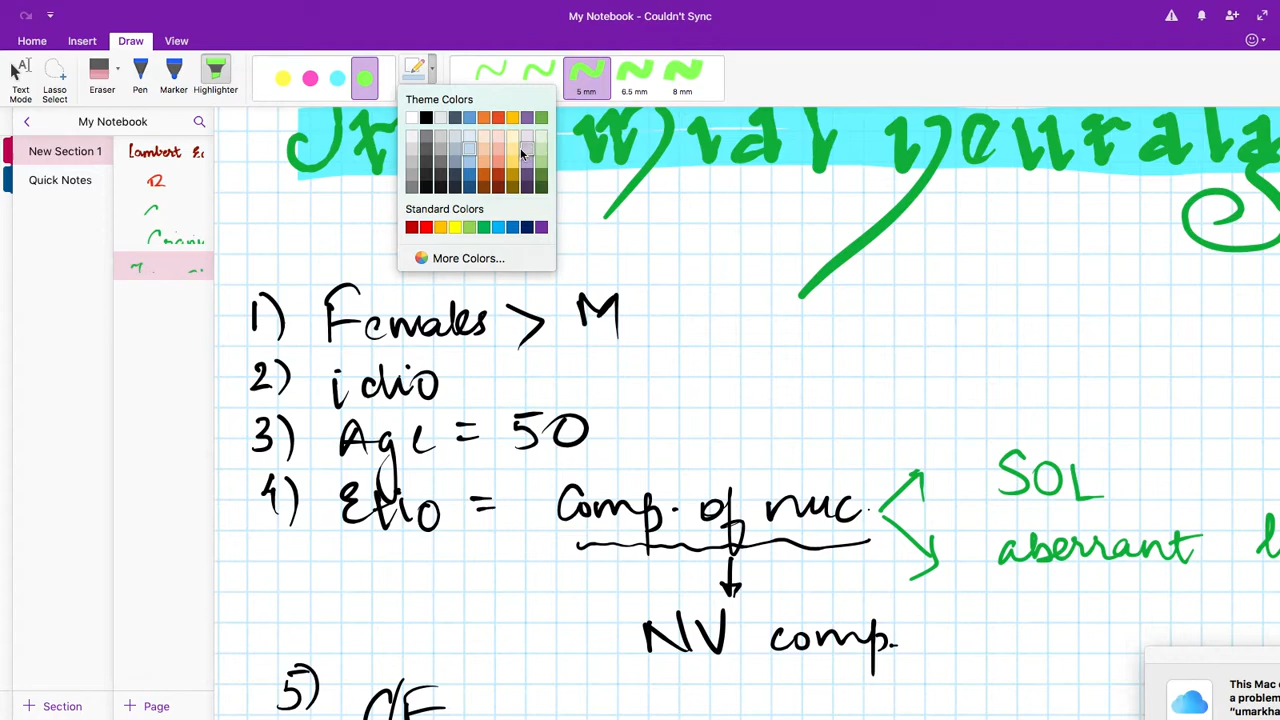 My Notebook - Couldn't Sync
Home Insert Draw View
Text Mode
Lasso Select
Eraser
Pen
Marker
Highlighter
5 mm
6.5 mm
8 mm
Theme Colors
Standard Colors
More Colors...
My Notebook
New Section 1
Quick Notes
Lambert
1) Females > M
2) idio
3) Age = 50
4) Etio = Comp. of nuc.
SOL
aberrant
NV comp.
5) C/F
+ Section
+ Page
This Mac
a problem
"umarkha